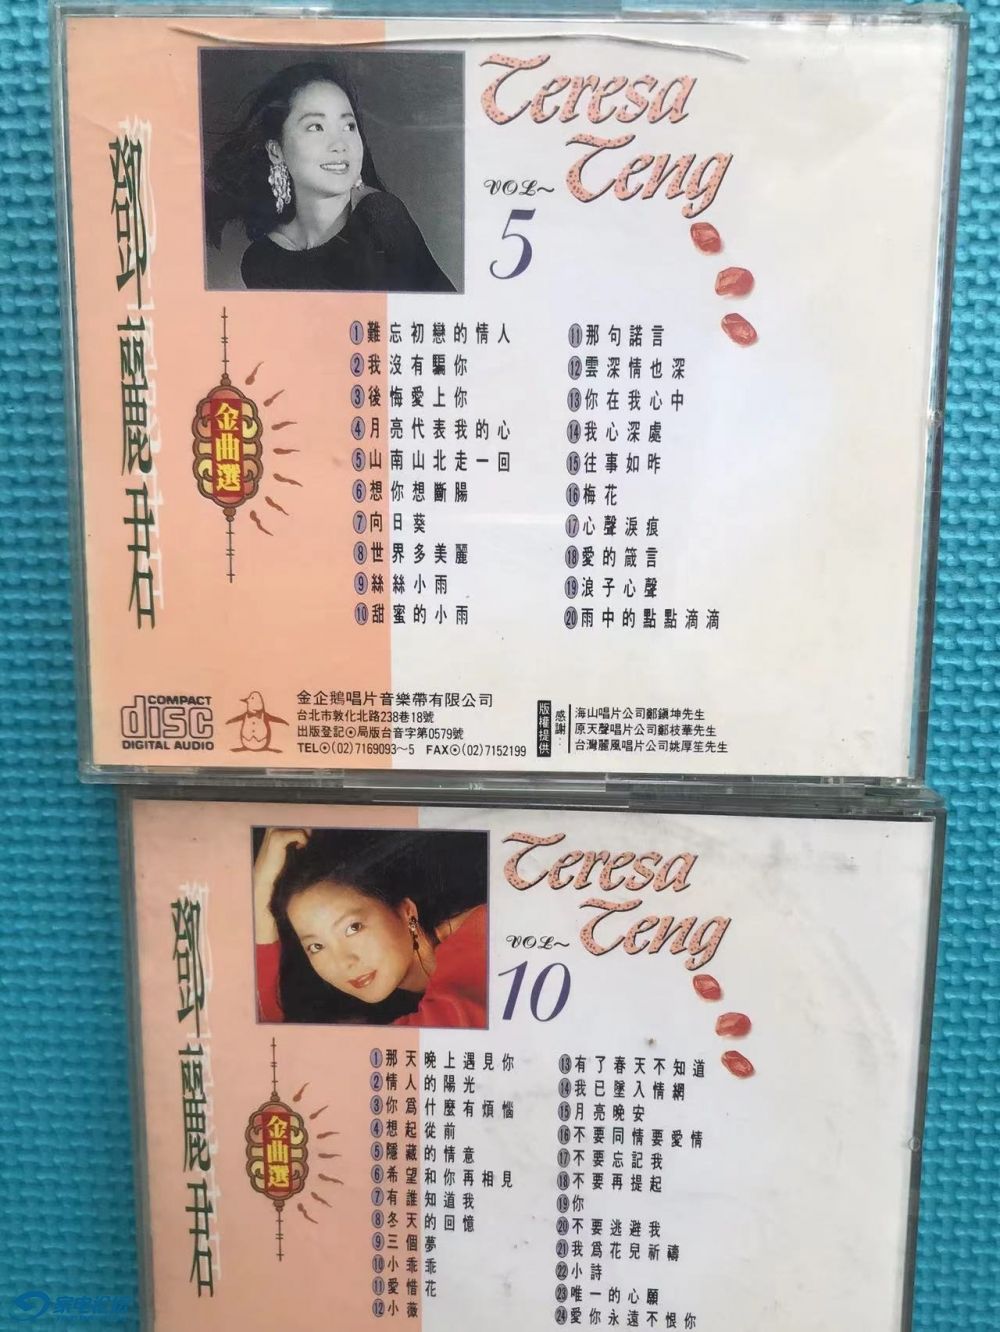 鄧麗君
金曲選
Teresa
Teng
VOL~
5
1 難忘初戀的情人
2 我沒有騙你
3 後悔愛上你
4 月亮代表我的心
5 山南山北走一回
6 想你想斷腸
7 向日葵
8 世界多美麗
9 絲絲小雨
10 甜蜜的小雨
11 那句諾言
12 雲深情也深
13 你在我心中
14 我心深處
15 往事如昨
16 梅花
17 心聲淚痕
18 愛的箴言
19 浪子心聲
20 雨中的點點滴滴
COMPACT
disc
DIGITAL AUDIO
金企鵝唱片音樂帶有限公司
台北市敦化北路238巷18號
出版登記⊙局版台音字第0579號
TEL⊙(02)7169093~5 FAX⊙(02)7152199
版權提供
感謝：
海山唱片公司鄭鎮坤先生
原天聲唱片公司鄭枝華先生
台灣麗風唱片公司姚厚笙先生
鄧麗君
金曲選
Teresa
Teng
VOL~
10
1 那天晚上遇見你
2 情人的陽光
3 你爲什麼有煩惱
4 想起從前
5 隱藏的情意
6 希望和你再相見
7 有誰知道我
8 冬天的回憶
9 三個夢
10 小乖乖
11 愛惜花
12 小薇
13 有了春天不知道
14 我已墜入情網
15 月亮晚安
16 不要同情要愛情
17 不要忘記我
18 不要再提起
19 你
20 不要逃避我
21 我爲花兒祈禱
22 小詩
23 唯一的心願
24 愛你永遠不恨你
家电论坛